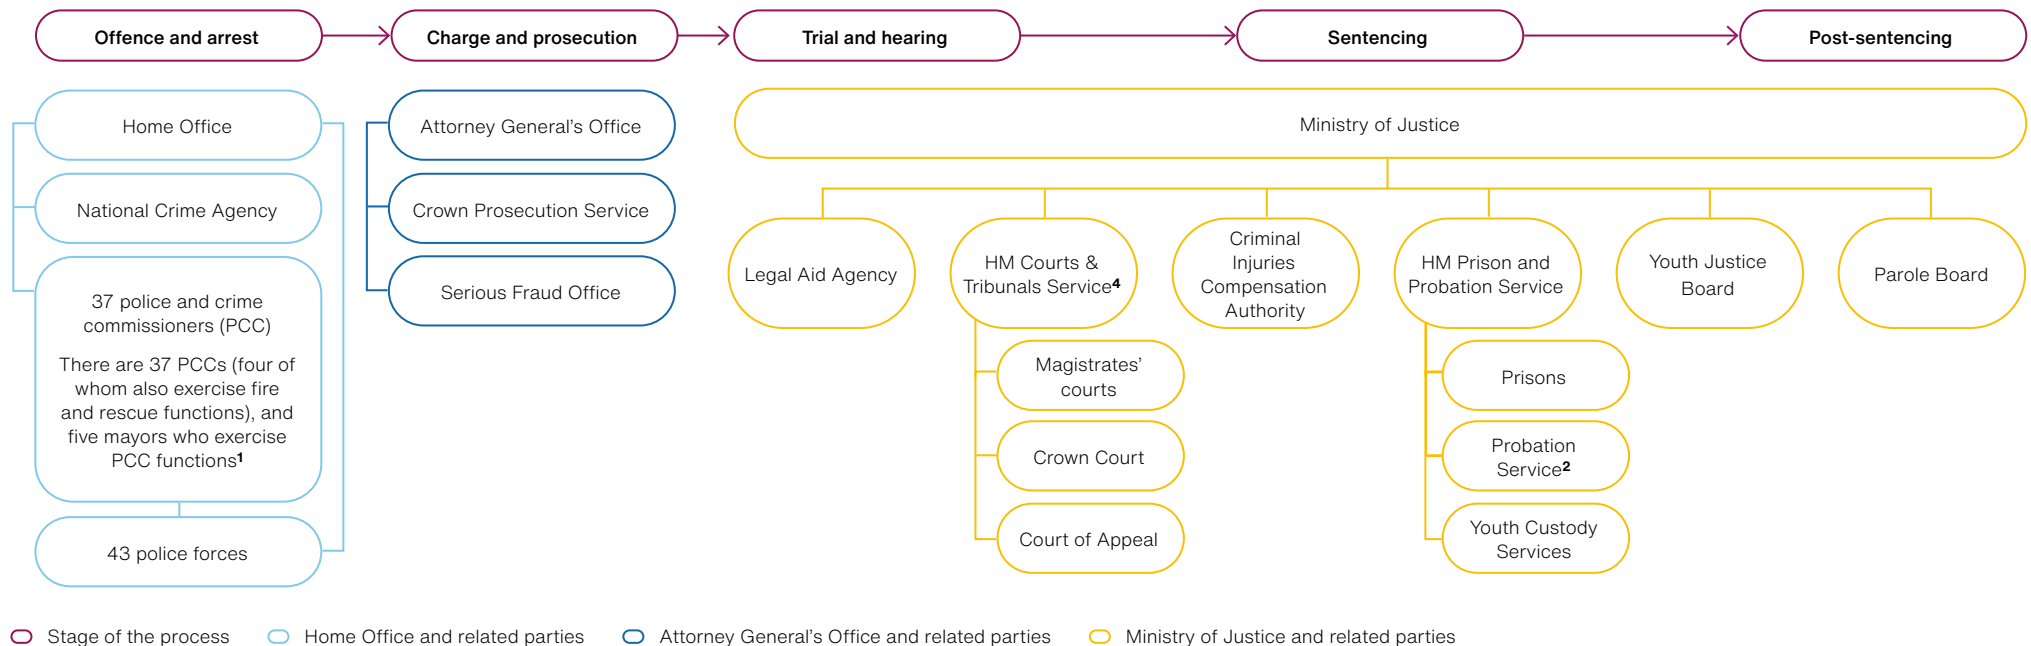 Offence and arrest
Charge and prosecution
Trial and hearing
Sentencing
Post-sentencing
Home Office
National Crime Agency
37 police and crime
commissioners (PCC)
There are 37 PCCs (four of
whom also exercise fire
and rescue functions), and
five mayors who exercise
PCC functions1
43 police forces
Attorney General's Office
Crown Prosecution Service
Serious Fraud Office
Ministry of Justice
Legal Aid Agency
HM Courts &
Tribunals Service4
Magistrates'
courts
Crown Court
Court of Appeal
Criminal
Injuries
Compensation
Authority
HM Prison and
Probation Service
Prisons
Probation
Service2
Youth Custody
Services
Youth Justice
Board
Parole Board
Stage of the process
Home Office and related parties
Attorney General's Office and related parties
Ministry of Justice and related parties